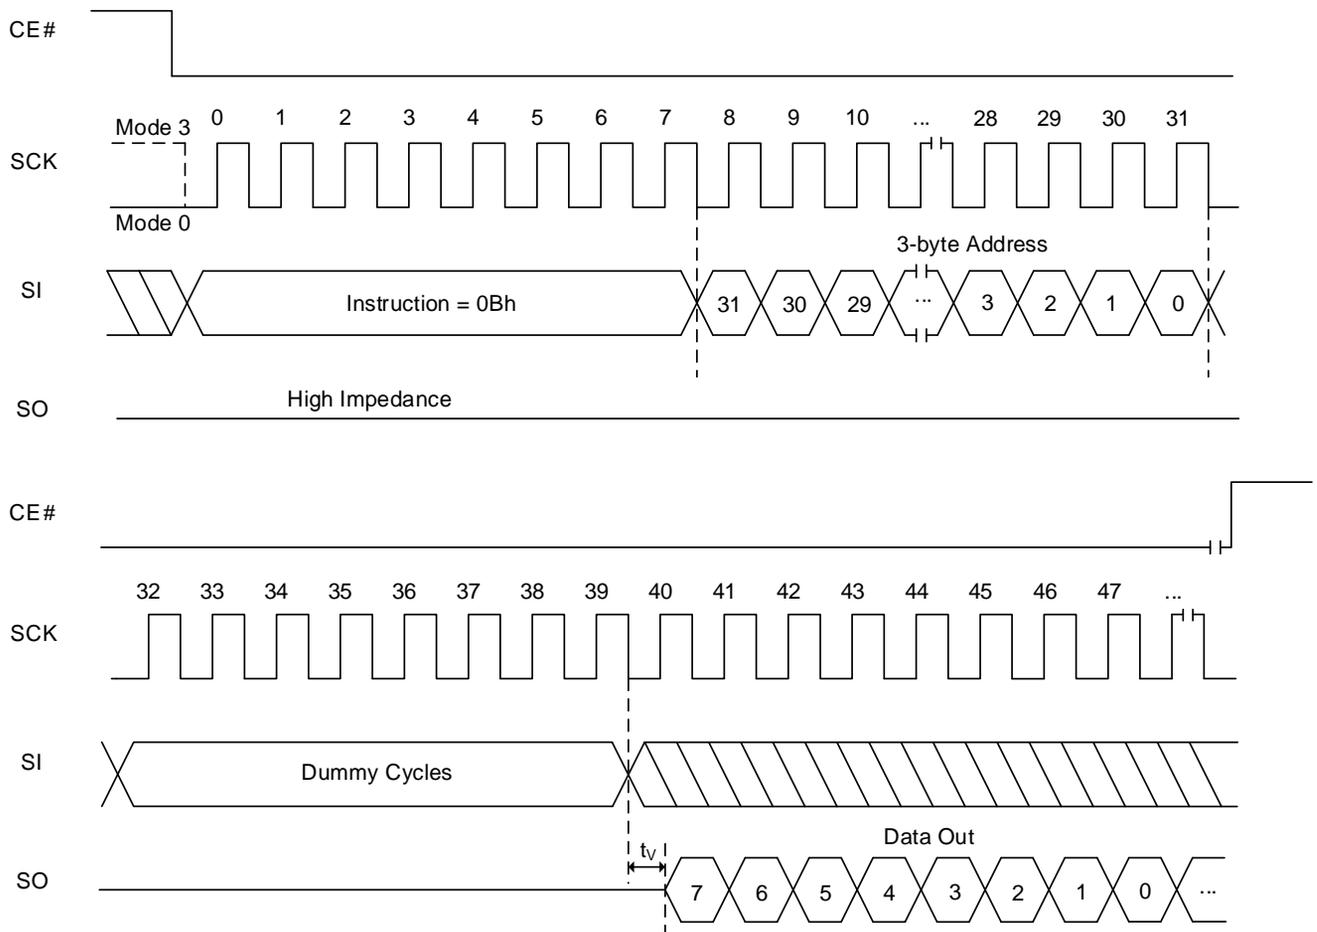 CE#
Mode 3 0 1 2 3 4 5 6 7 8 9 10 ... 28 29 30 31
SCK
Mode 0
3-byte Address
SI Instruction = 0Bh 31 30 29 ... 3 2 1 0
High Impedance
SO
CE#
32 33 34 35 36 37 38 39 40 41 42 43 44 45 46 47 ...
SCK
SI Dummy Cycles
Data Out
tV
SO 7 6 5 4 3 2 1 0 ...